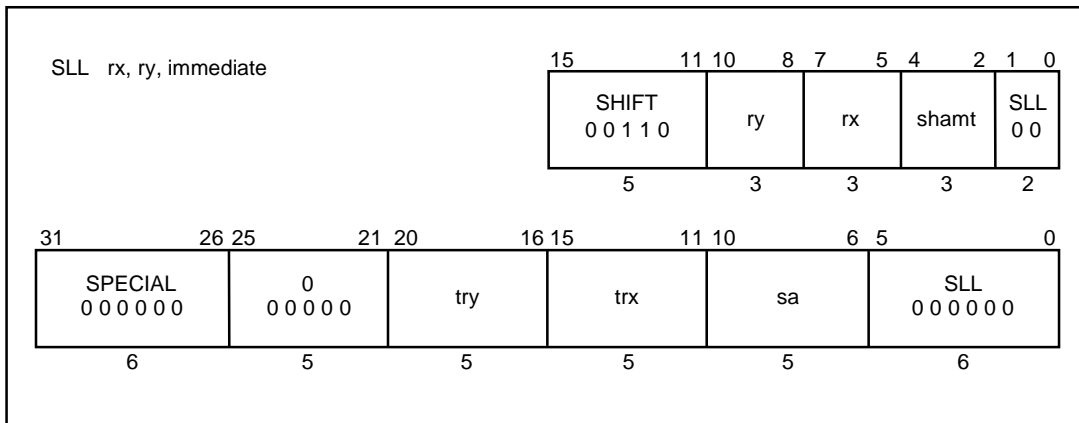 SLL rx, ry, immediate
15 11 10 8 7 5 4 2 1 0
SHIFT ry rx shamt SLL
0 0 1 1 0 0 0
5 3 3 3 2
31 26 25 21 20 16 15 11 10 6 5 0
SPECIAL 0 try trx sa SLL
0 0 0 0 0 0 0 0 0 0 0 0 0 0 0 0 0
6 5 5 5 5 6